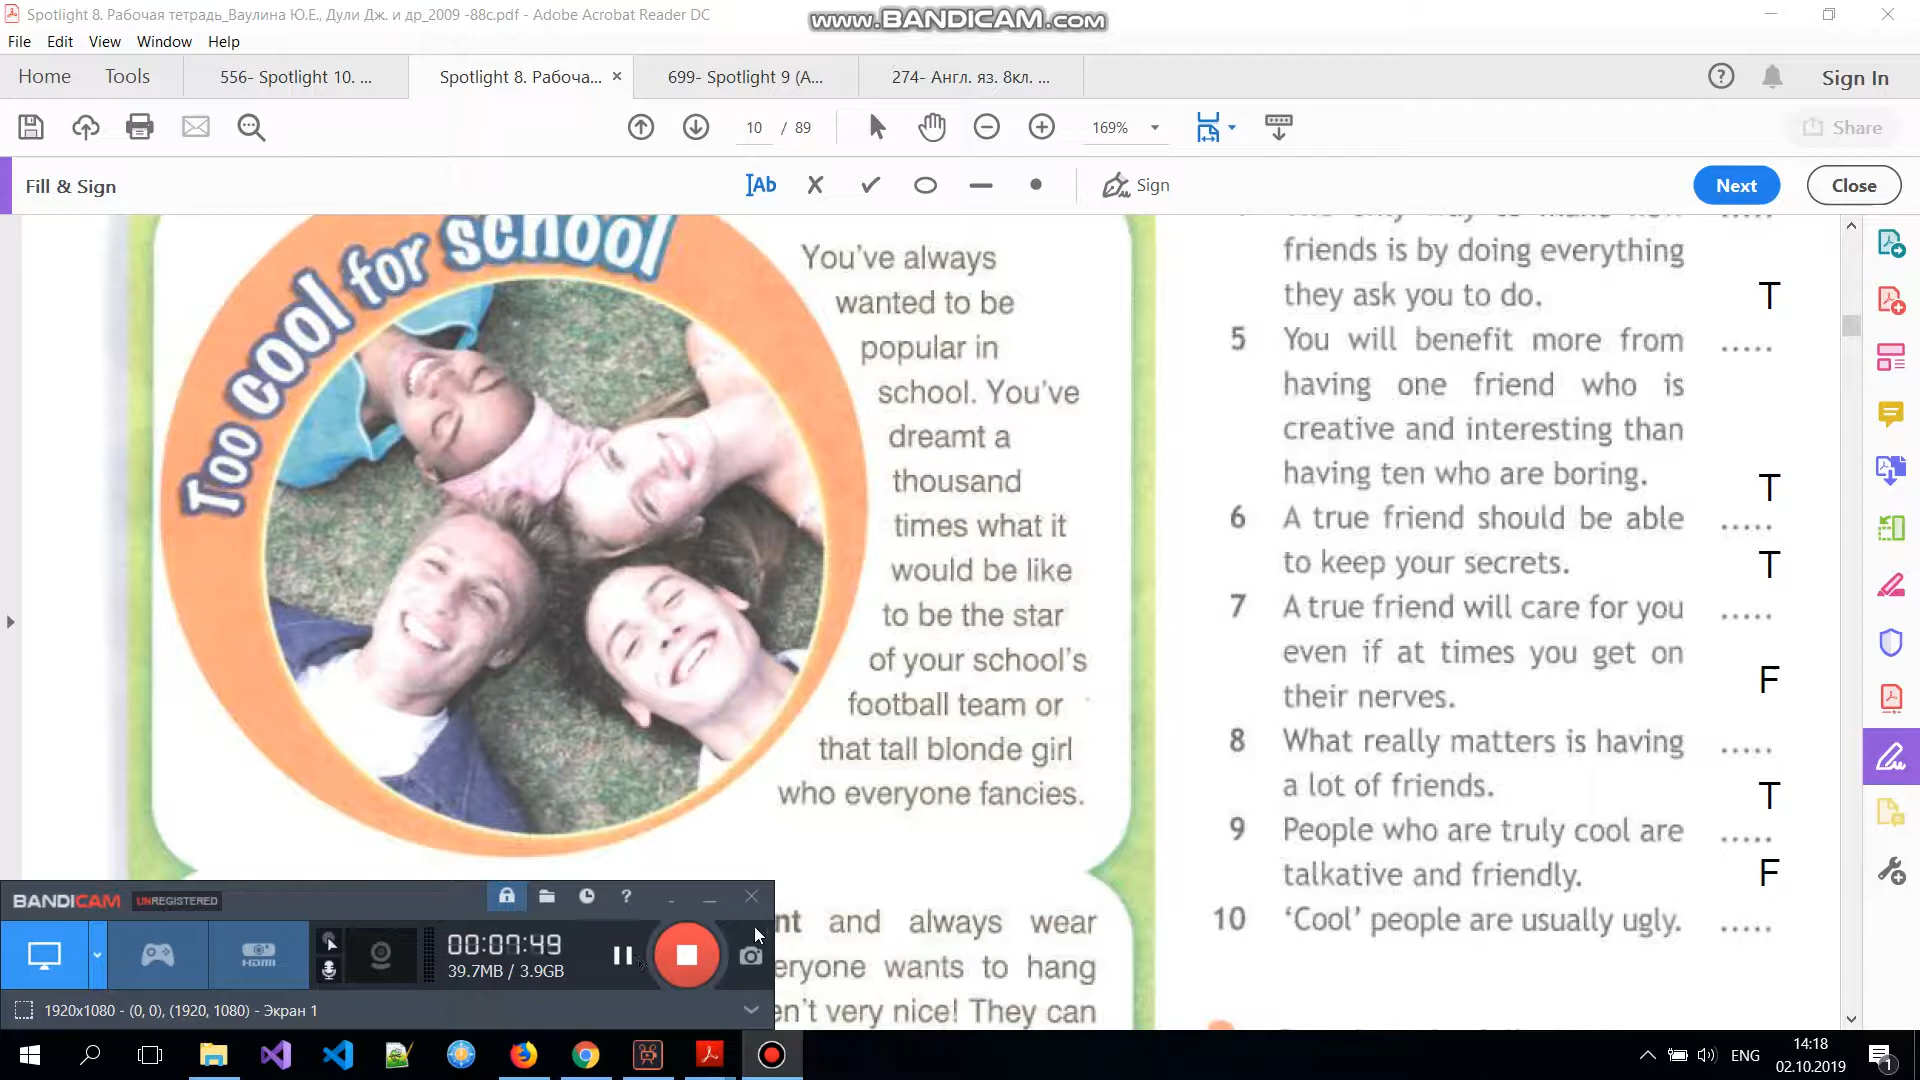 Spotlight 8. Рабочая тетрадь_Ваулина Ю.Е., Дули Дж. и др_2009 -88с.pdf - Adobe Acrobat Reader DC
www.BANDICAM.com
File Edit View Window Help
Home Tools 556- Spotlight 10. ... Spotlight 8. Рабоча... × 699- Spotlight 9 (A... 274- Англ. яз. 8кл. ... Sign In
10 / 89 169% Share
Fill & Sign Ab Sign Next Close
Too cool for school
You've always
wanted to be
popular in
school. You've
dreamt a
thousand
times what it
would be like
to be the star
of your school's
football team or
that tall blonde girl
who everyone fancies.
nt and always wear
eryone wants to hang
en't very nice! They can
friends is by doing everything
they ask you to do. T
5 You will benefit more from .....
having one friend who is
creative and interesting than
having ten who are boring. T
6 A true friend should be able .....
to keep your secrets. T
7 A true friend will care for you .....
even if at times you get on
their nerves. F
8 What really matters is having .....
a lot of friends. T
9 People who are truly cool are .....
talkative and friendly. F
10 'Cool' people are usually ugly. .....
BANDICAM UNREGISTERED
HDMI
00:07:49
39.7MB / 3.9GB
1920x1080 - (0, 0), (1920, 1080) - Экран 1
ENG
14:18
02.10.2019
1